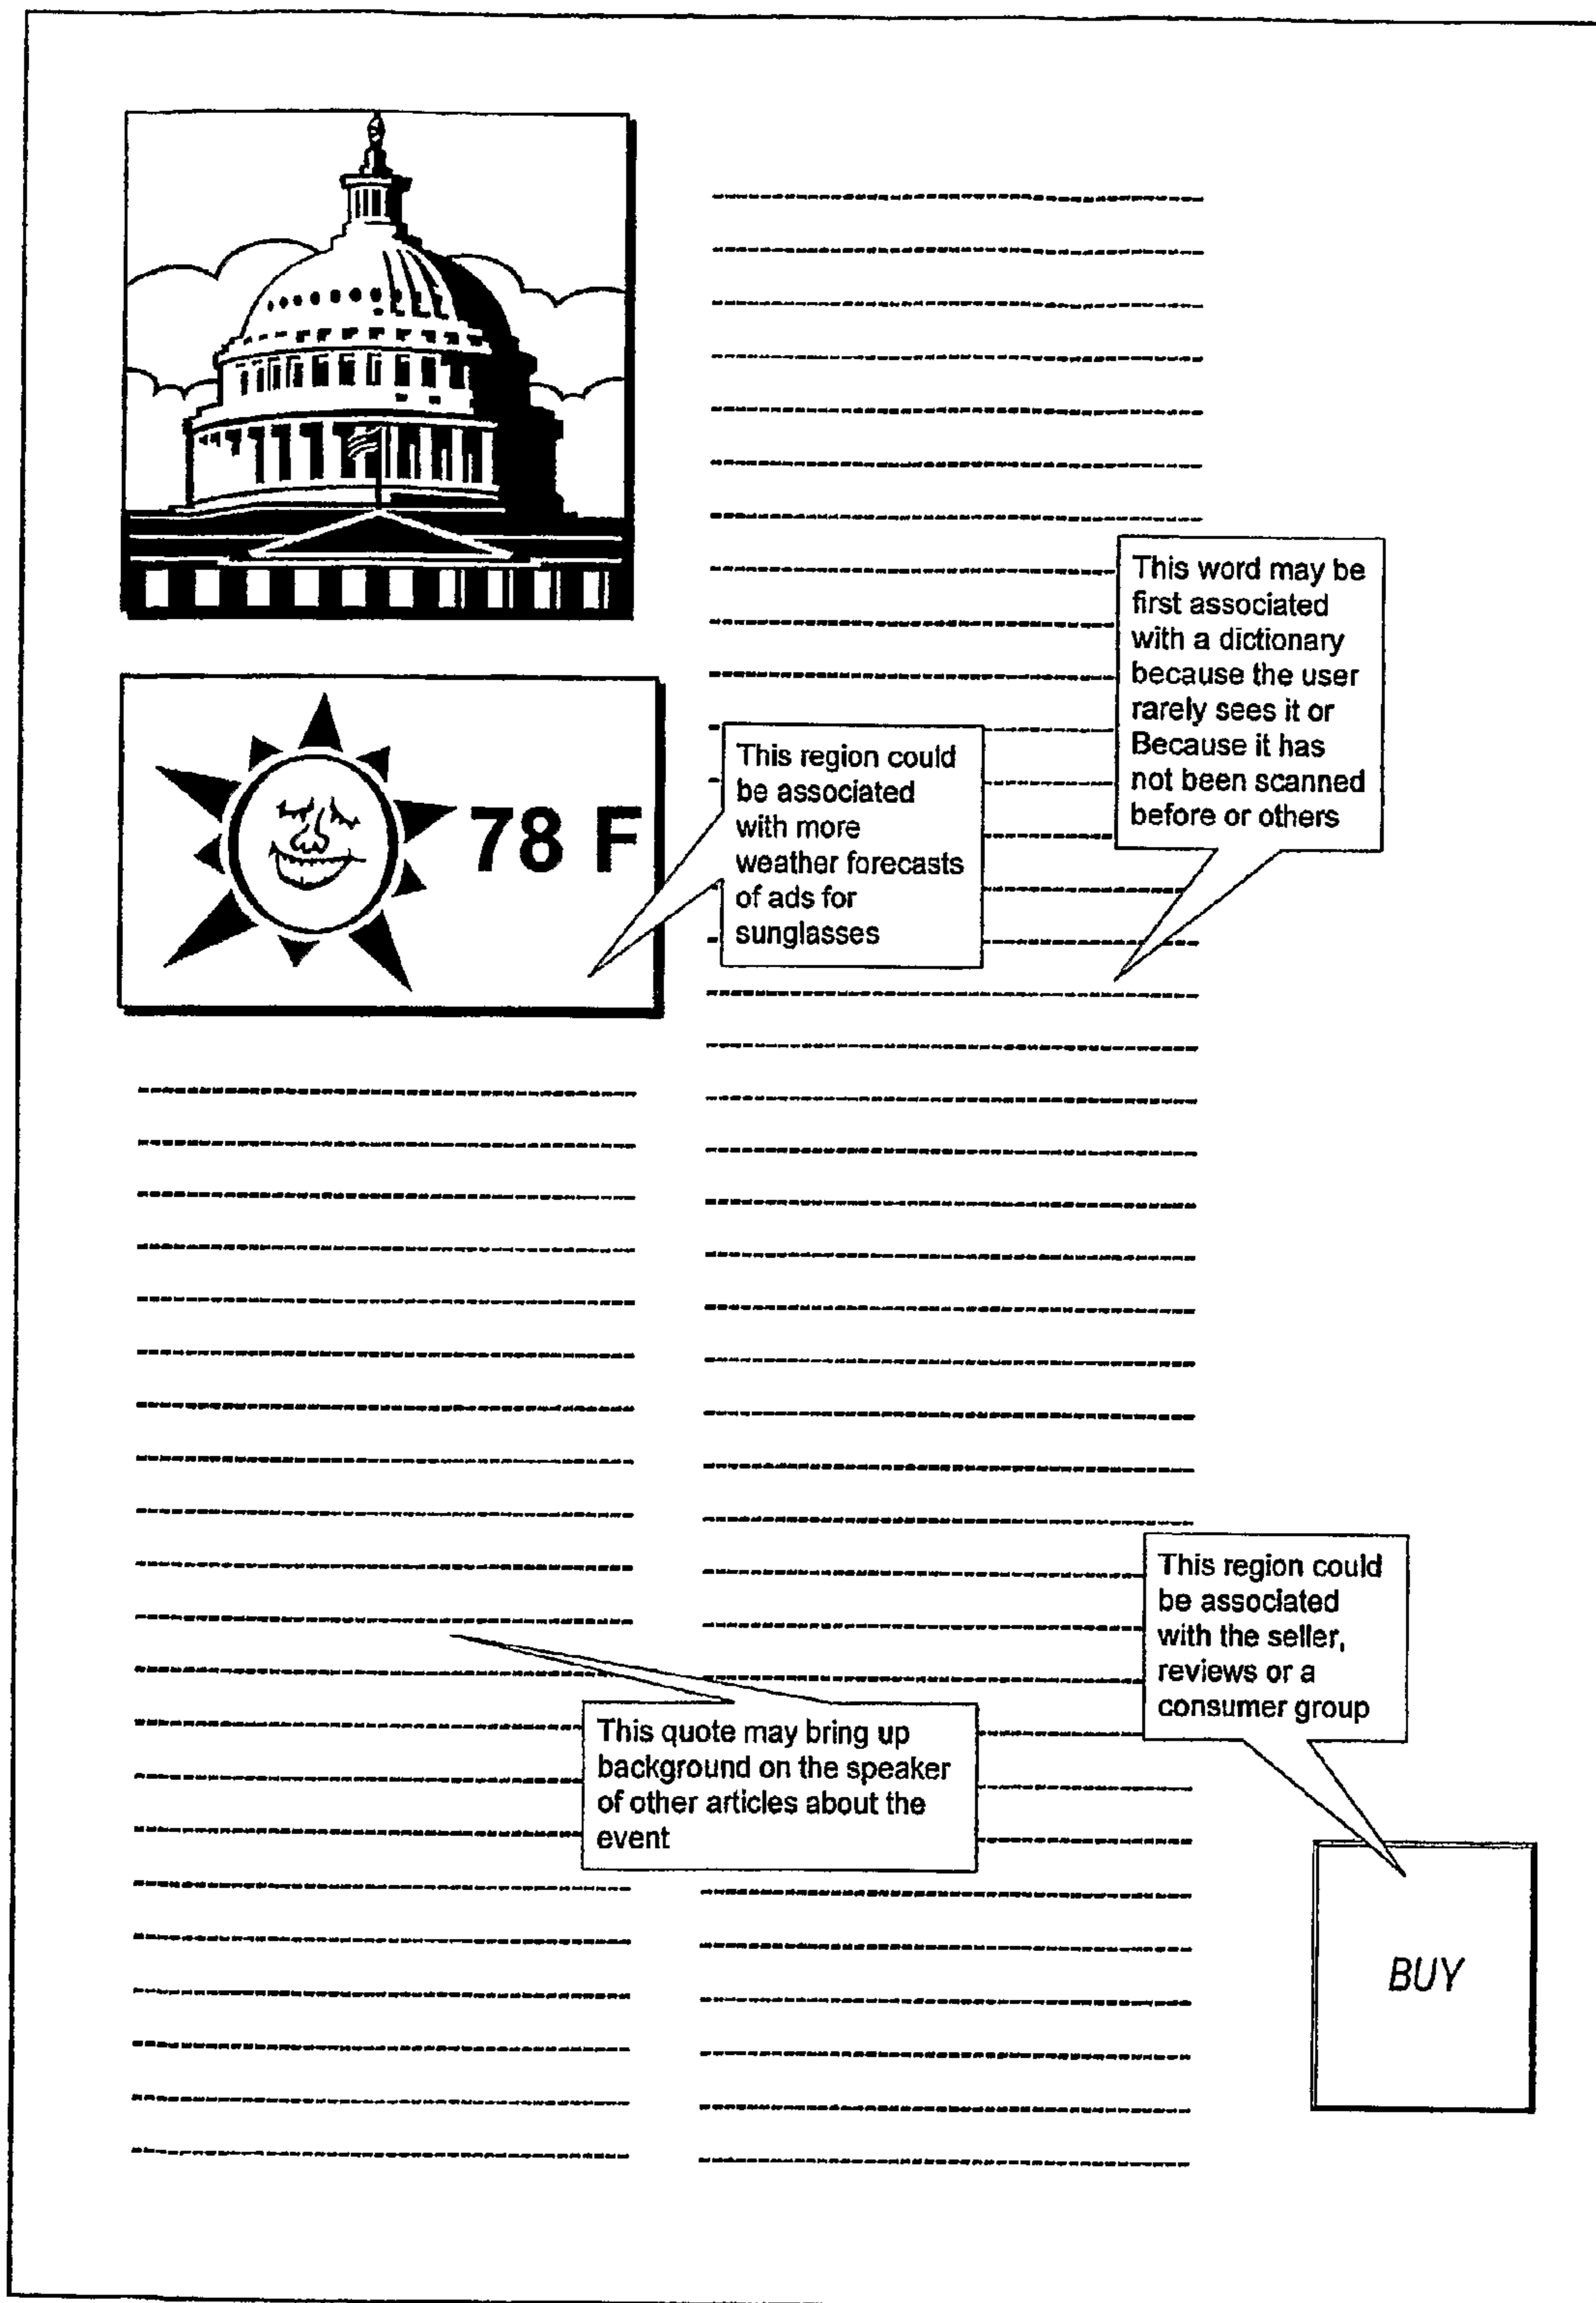 78 F
This word may be
first associated
with a dictionary
because the user
rarely sees it or
Because it has
not been scanned
before or others
This region could
be associated
with more
weather forecasts
of ads for
sunglasses
This region could
be associated
with the seller,
reviews or a
consumer group
This quote may bring up
background on the speaker
of other articles about the
event
BUY